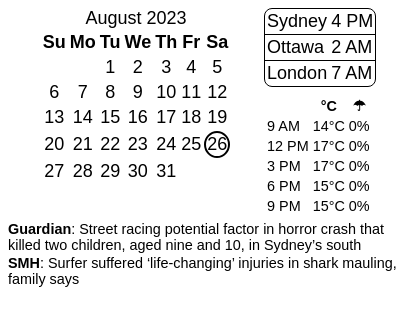 August 2023
Su Mo Tu We Th Fr Sa
1 2 3 4 5
6 7 8 9 10 11 12
13 14 15 16 17 18 19
20 21 22 23 24 25 26
27 28 29 30 31
Sydney 4 PM
Ottawa 2 AM
London 7 AM
°C ☂
9 AM 14°C 0%
12 PM 17°C 0%
3 PM 17°C 0%
6 PM 15°C 0%
9 PM 15°C 0%
Guardian: Street racing potential factor in horror crash that
killed two children, aged nine and 10, in Sydney’s south
SMH: Surfer suffered ‘life-changing’ injuries in shark mauling,
family says